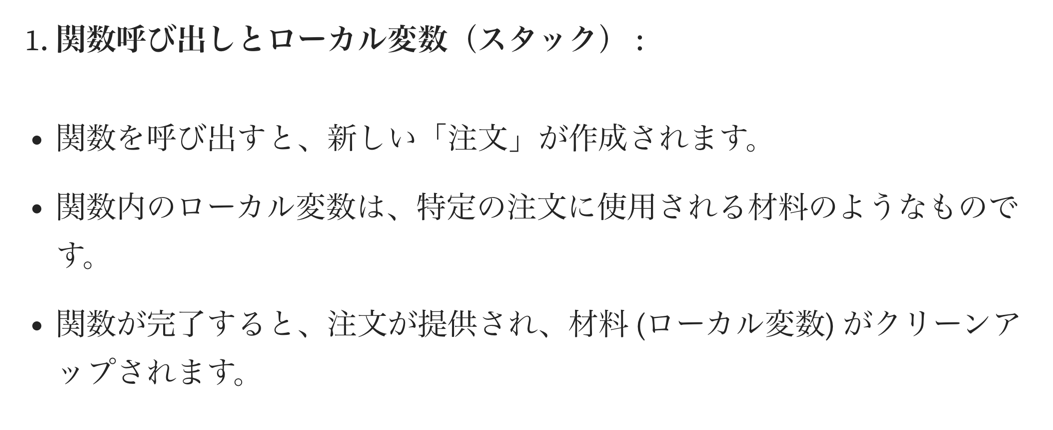 1. 関数呼び出しとローカル変数（スタック）:
• 関数を呼び出すと、新しい「注文」が作成されます。
• 関数内のローカル変数は、特定の注文に使用される材料のようなもので
す。
• 関数が完了すると、注文が提供され、材料 (ローカル変数) がクリーンア
ップされます。